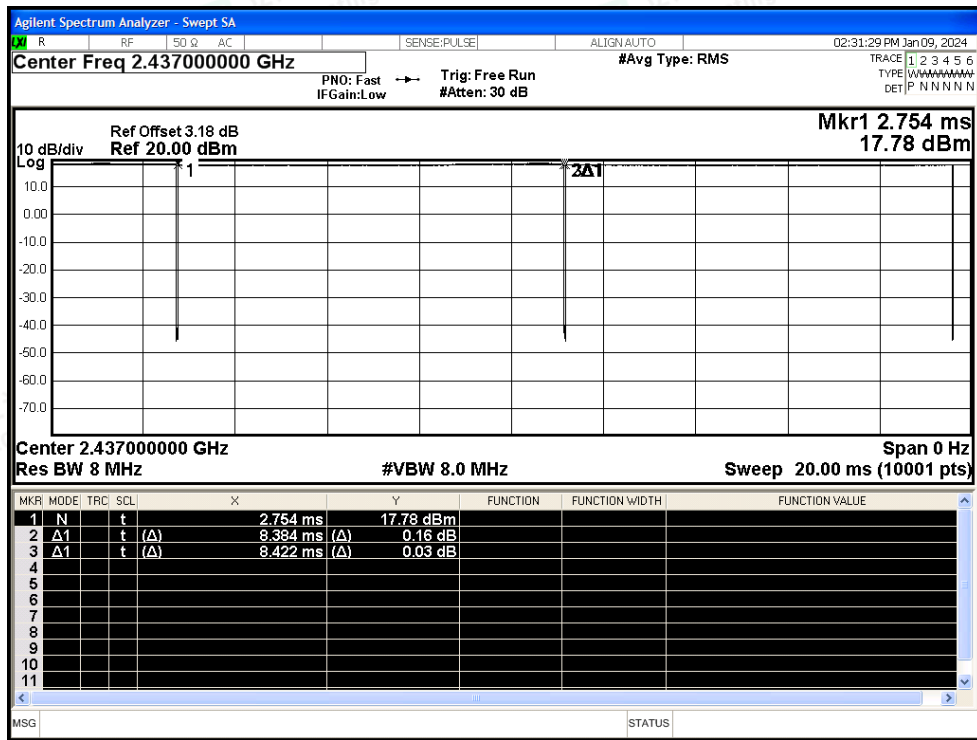 Agilent Spectrum Analyzer - Swept SA
LXI R RF 50 Ω AC SENSE:PULSE ALIGN AUTO 02:31:29 PM Jan 09, 2024
Center Freq 2.437000000 GHz
#Avg Type: RMS
TRACE 1 2 3 4 5 6
PNO: Fast Trig: Free Run
TYPE WWWWWW
IFGain:Low #Atten: 30 dB
DET P N N N N N
Mkr1 2.754 ms
17.78 dBm
Ref Offset 3.18 dB
10 dB/div Ref 20.00 dBm
Log
1
3Δ1
10.0
0.00
-10.0
-20.0
-30.0
-40.0
-50.0
-60.0
-70.0
Center 2.437000000 GHz Span 0 Hz
Res BW 8 MHz #VBW 8.0 MHz Sweep 20.00 ms (10001 pts)
MKR MODE TRC SCL X Y FUNCTION FUNCTION WIDTH FUNCTION VALUE
1 N t 2.754 ms 17.78 dBm
2 Δ1 t (Δ) 8.384 ms (Δ) 0.16 dB
3 Δ1 t (Δ) 8.422 ms (Δ) 0.03 dB
4
5
6
7
8
9
10
11
MSG STATUS